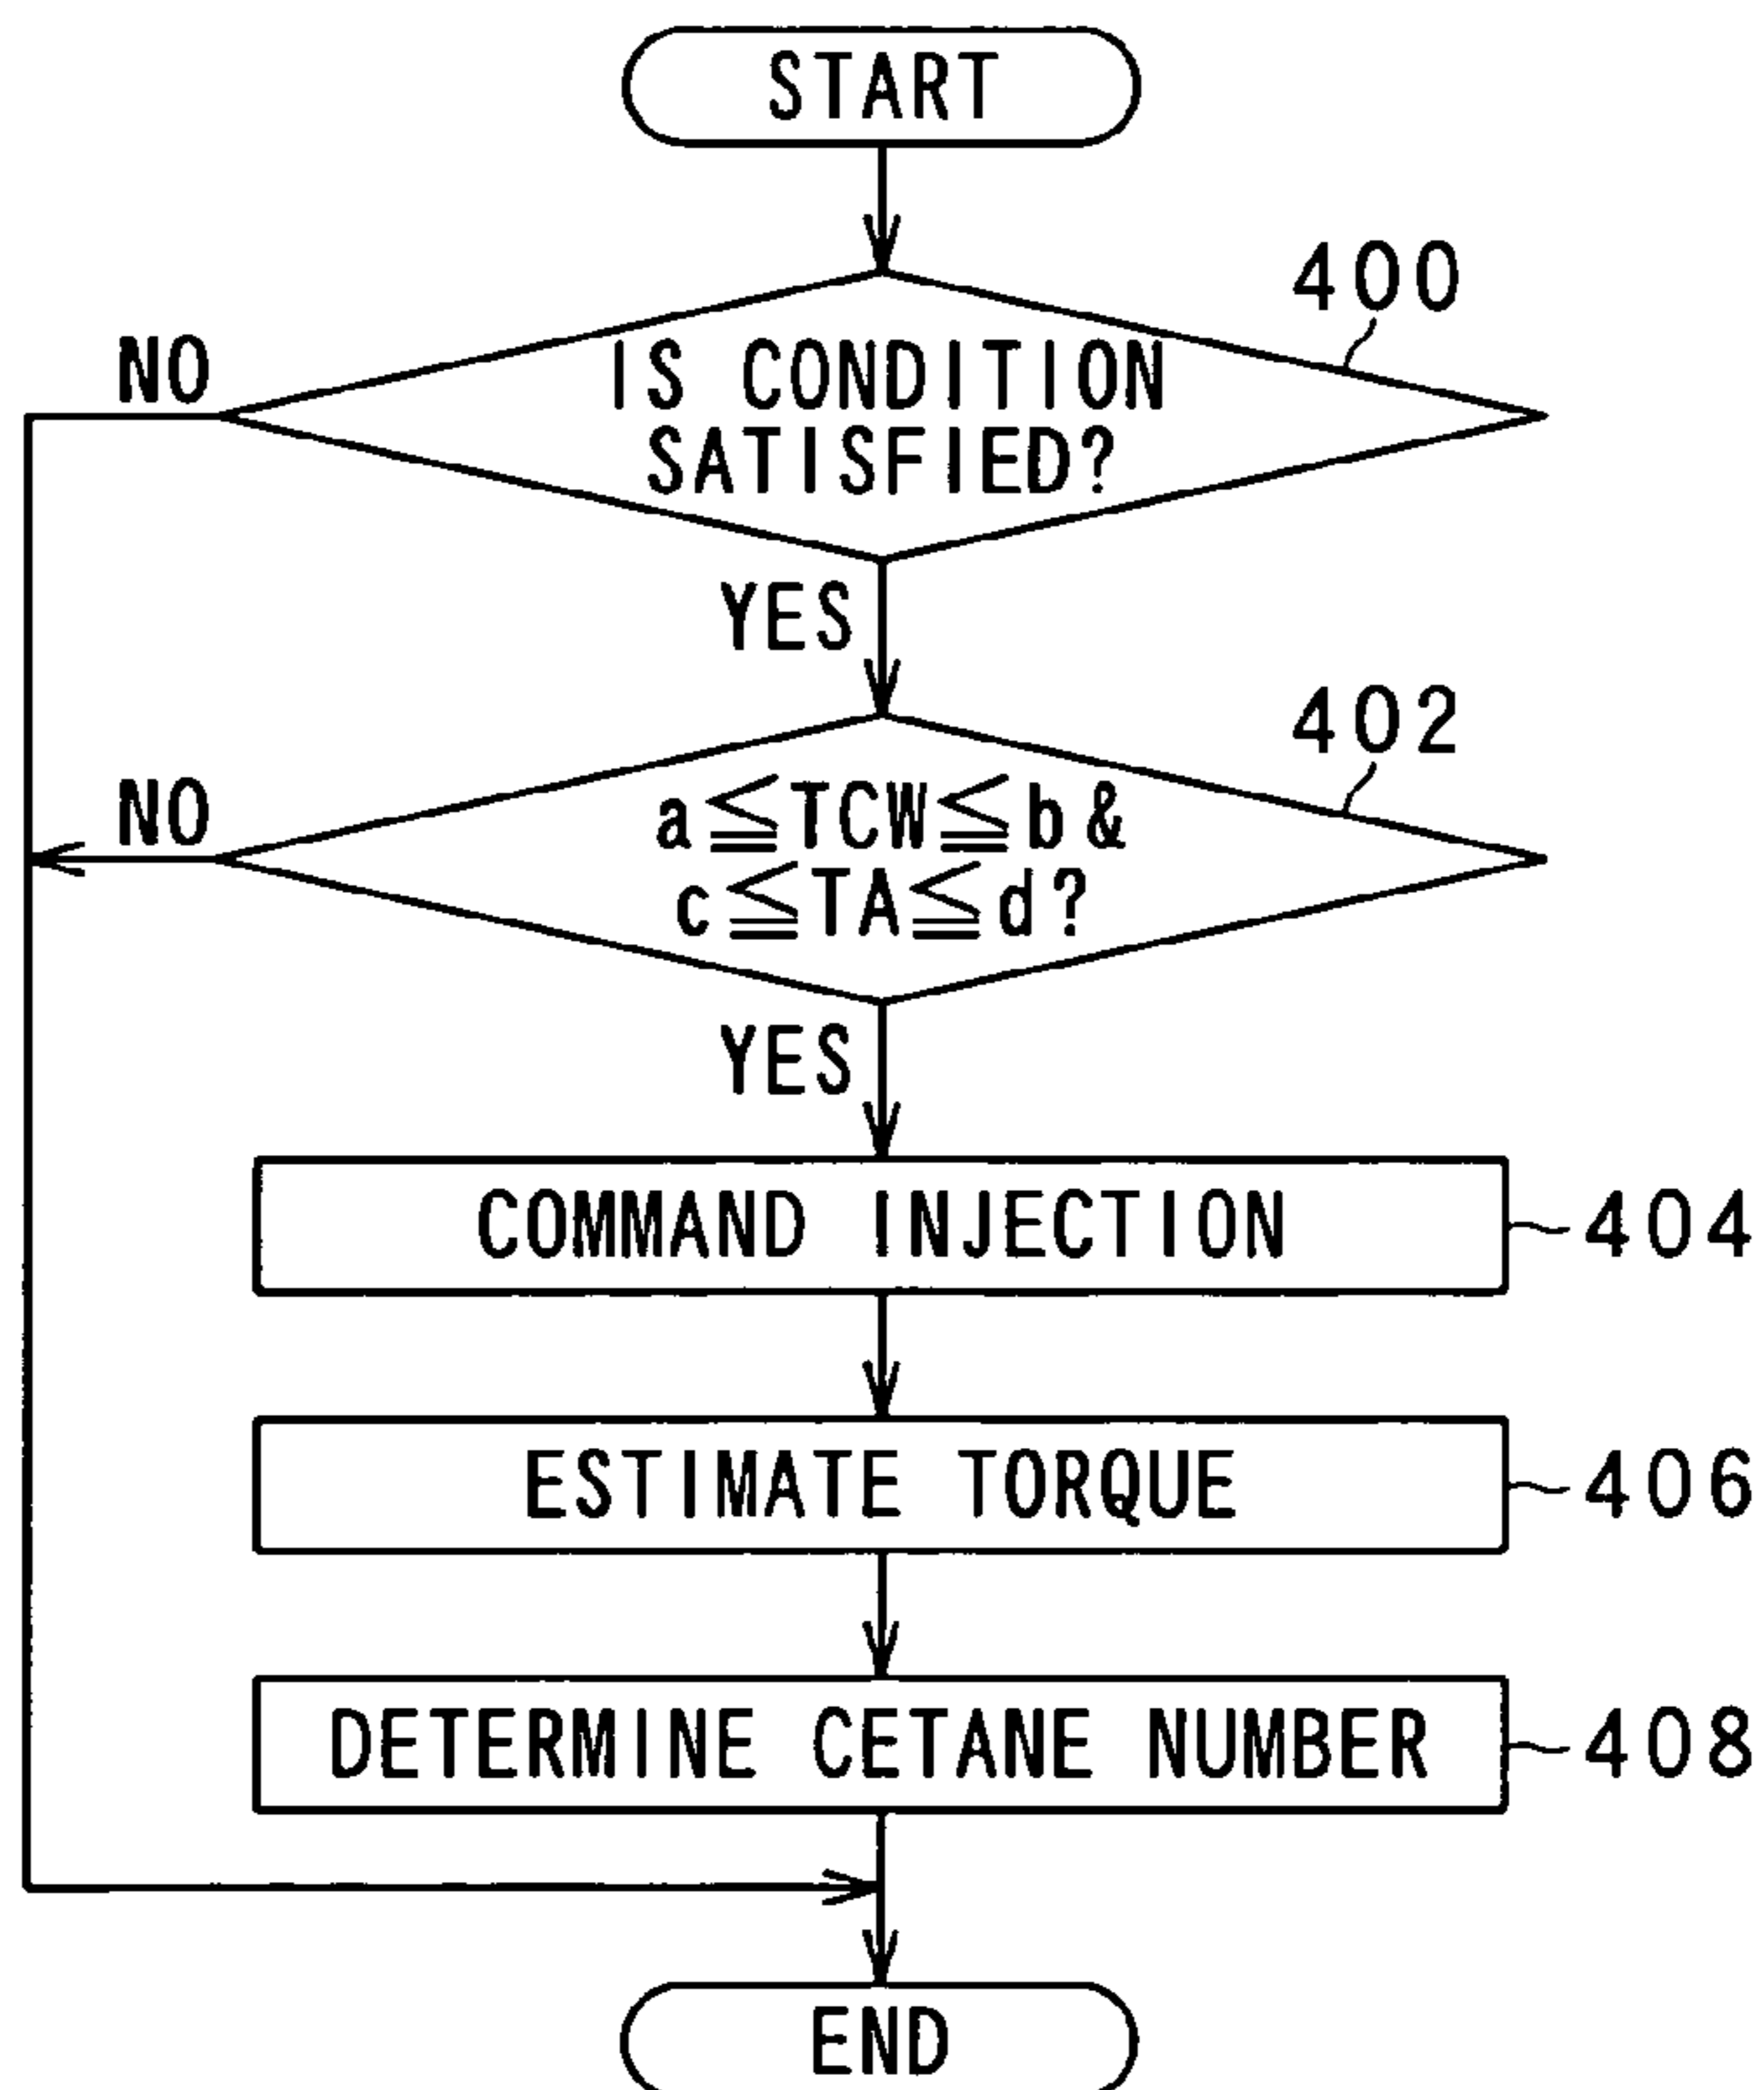 START
400
NO
IS CONDITION
SATISFIED?
YES
402
NO
a≦TCW≦b&
c≦TA≦d?
YES
COMMAND INJECTION
404
ESTIMATE TORQUE
406
DETERMINE CETANE NUMBER
408
END